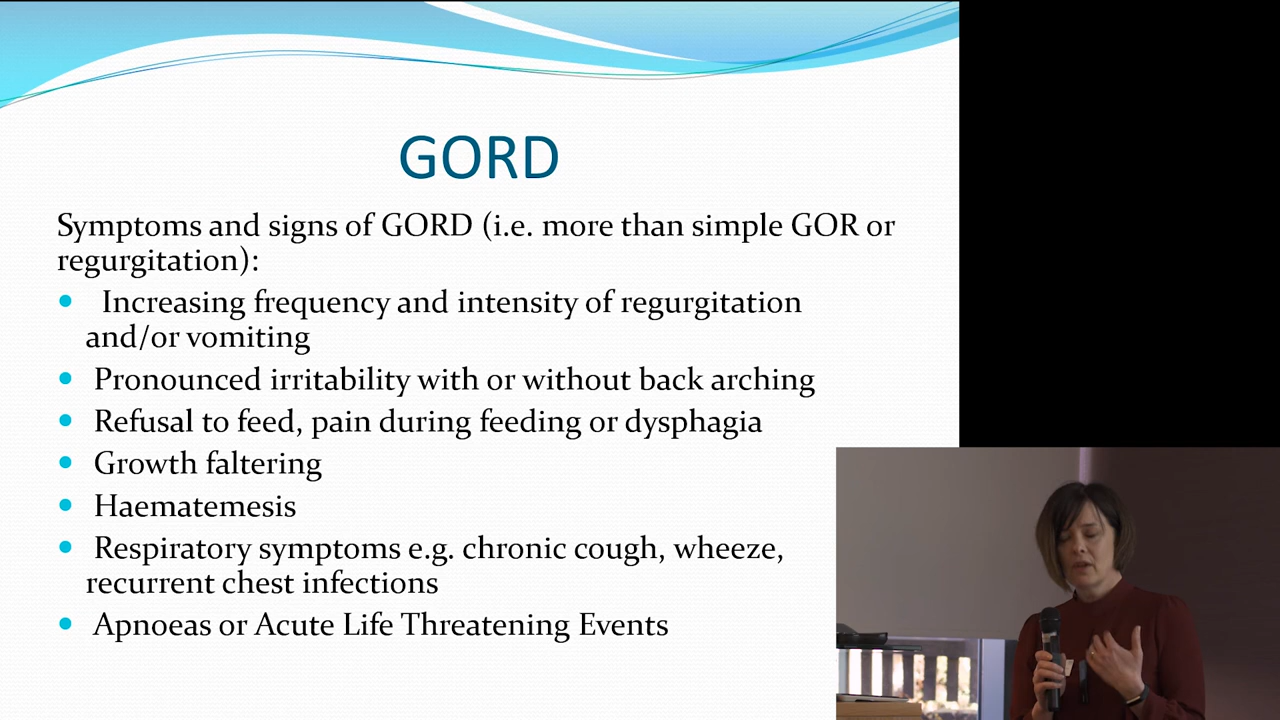 GORD
Symptoms and signs of GORD (i.e. more than simple GOR or
regurgitation):
Increasing frequency and intensity of regurgitation
and/or vomiting
Pronounced irritability with or without back arching
Refusal to feed, pain during feeding or dysphagia
Growth faltering
Haematemesis
Respiratory symptoms e.g. chronic cough, wheeze,
recurrent chest infections
Apnoeas or Acute Life Threatening Events